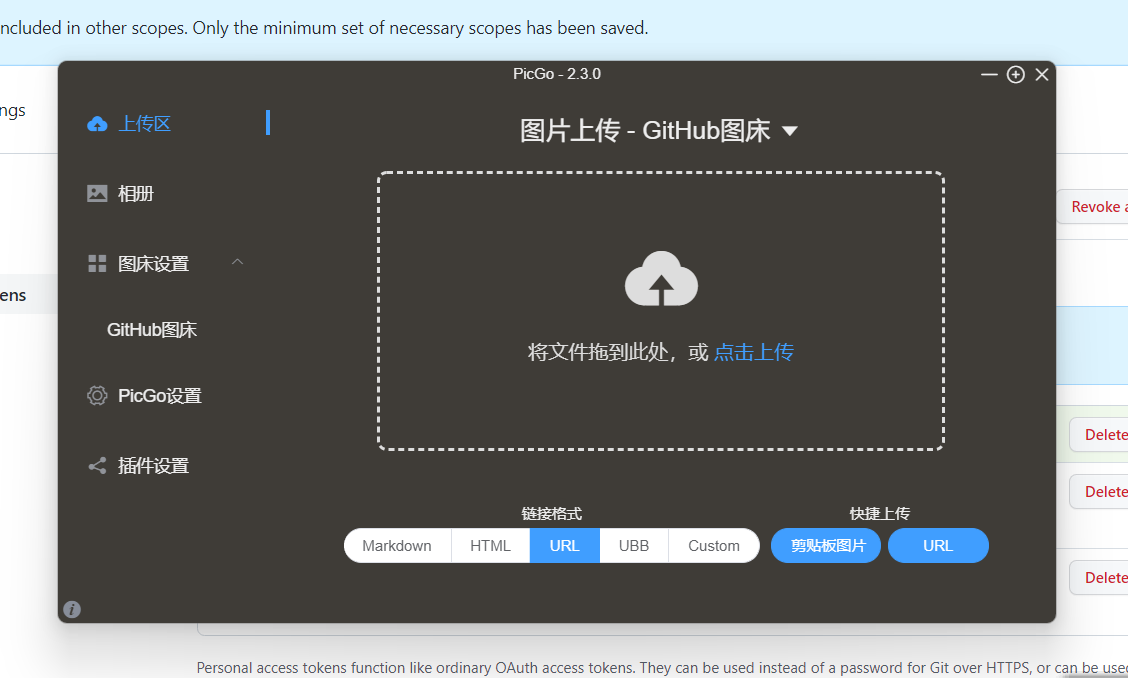 ncluded in other scopes. Only the minimum set of necessary scopes has been saved.
PicGo - 2.3.0
ngs
上传区
图片上传 - GitHub图床
相册
Revoke a
图床设置
ens
GitHub图床
将文件拖到此处，或 点击上传
PicGo设置
Delete
插件设置
Delete
链接格式
快捷上传
Markdown HTML URL UBB Custom 剪贴板图片 URL
Delete
i
Personal access tokens function like ordinary OAuth access tokens. They can be used instead of a password for Git over HTTPS, or can be used